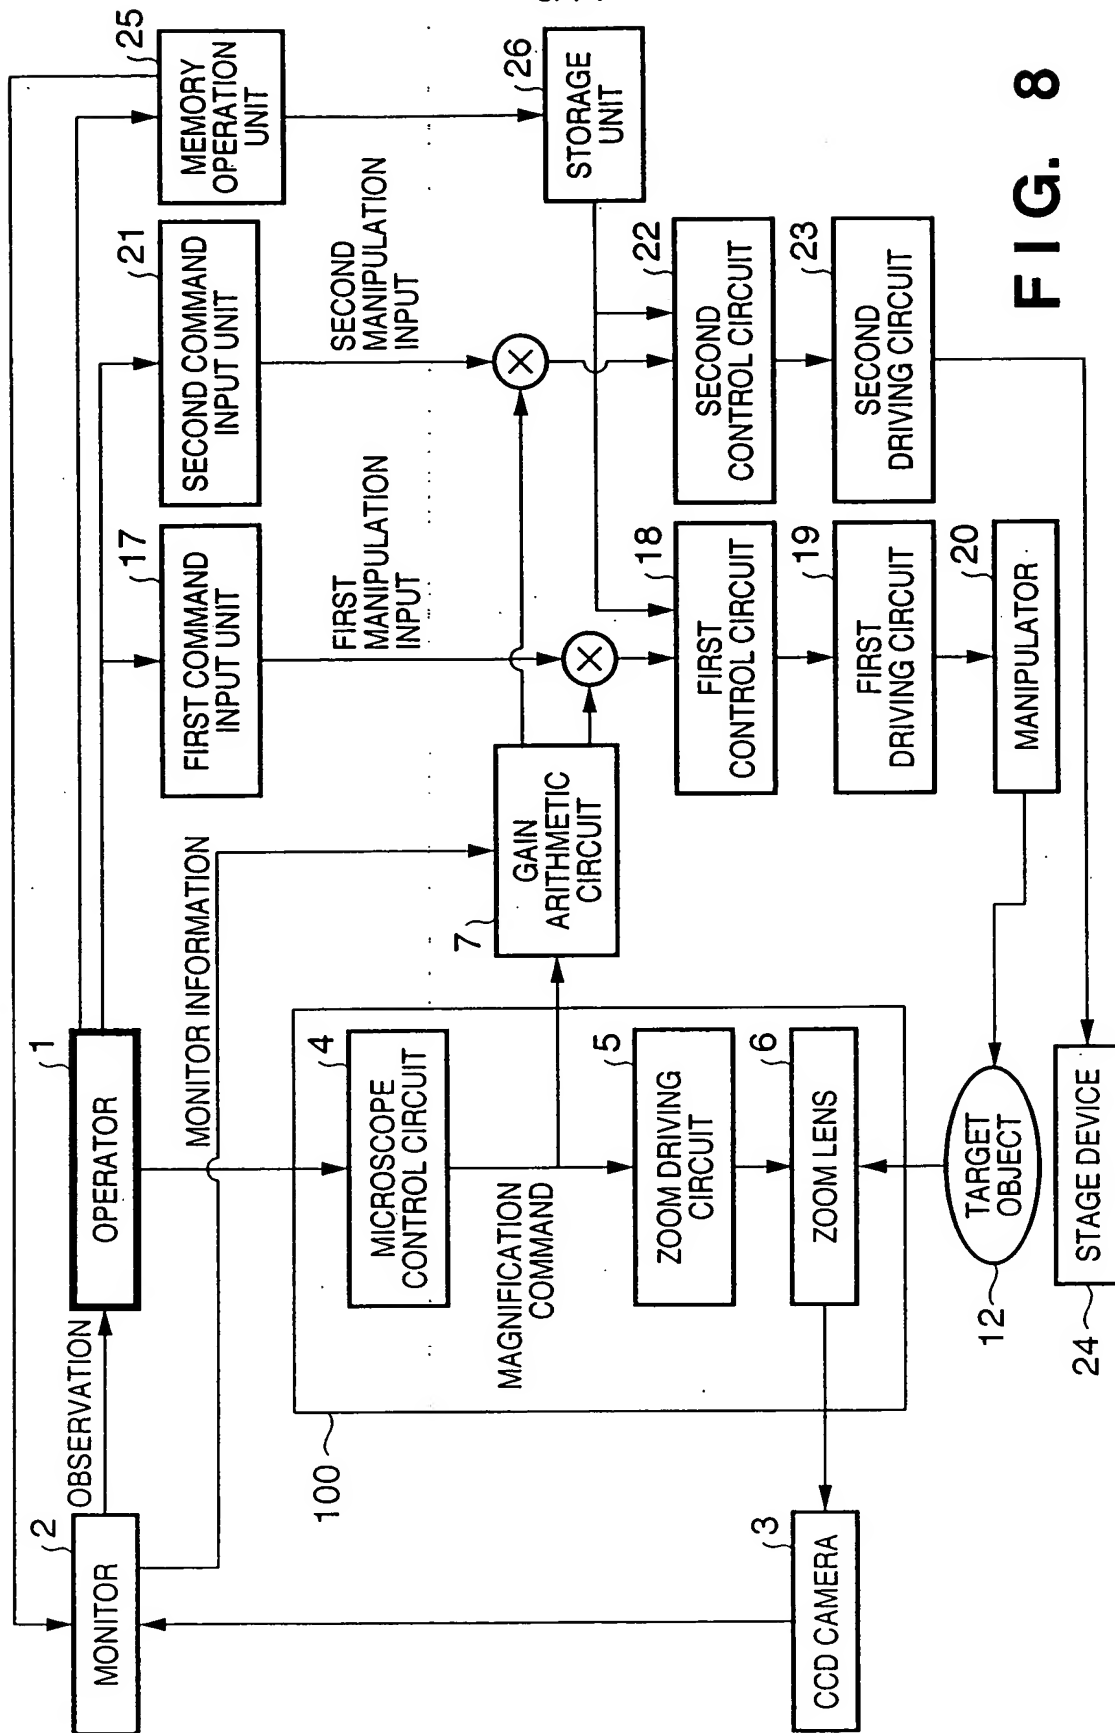 2
MONITOR
OBSERVATION
1
OPERATOR
MONITOR INFORMATION
17
FIRST COMMAND
INPUT UNIT
21
SECOND COMMAND
INPUT UNIT
25
MEMORY
OPERATION
UNIT
100
4
MICROSCOPE
CONTROL CIRCUIT
MAGNIFICATION
COMMAND
FIRST
MANIPULATION
INPUT
SECOND
MANIPULATION
INPUT
7
GAIN
ARITHMETIC
CIRCUIT
×
×
26
STORAGE
UNIT
5
ZOOM DRIVING
CIRCUIT
18
FIRST
CONTROL CIRCUIT
22
SECOND
CONTROL CIRCUIT
3
CCD CAMERA
6
ZOOM LENS
19
FIRST
DRIVING CIRCUIT
23
SECOND
DRIVING CIRCUIT
12
TARGET
OBJECT
20
MANIPULATOR
24
STAGE DEVICE
FIG. 8